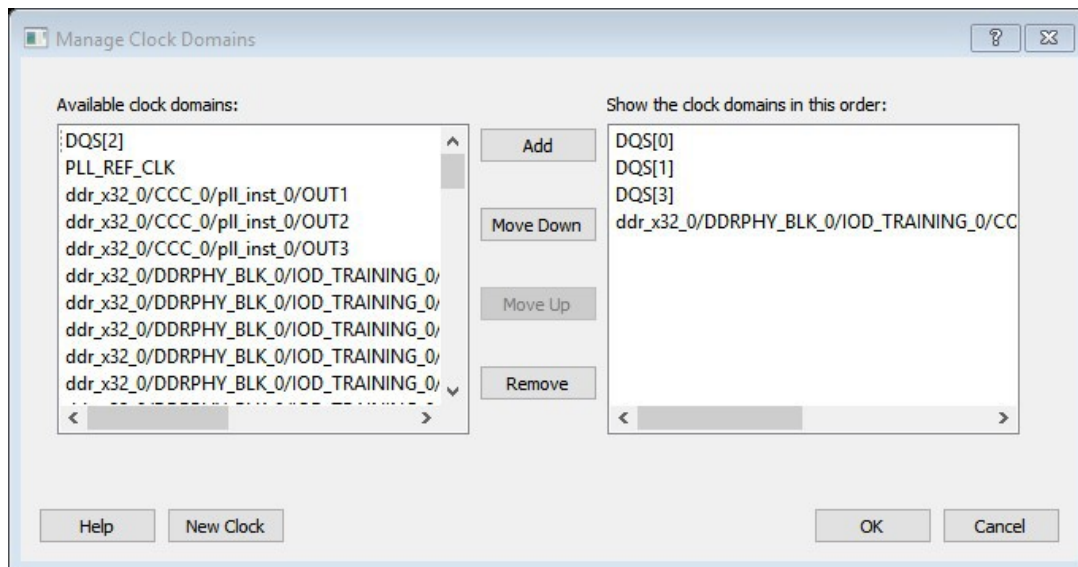 Manage Clock Domains
Available clock domains:
DQS[2]
PLL_REF_CLK
ddr_x32_0/CCC_0/pll_inst_0/OUT1
ddr_x32_0/CCC_0/pll_inst_0/OUT2
ddr_x32_0/CCC_0/pll_inst_0/OUT3
ddr_x32_0/DDRPHY_BLK_0/IOD_TRAINING_0/
ddr_x32_0/DDRPHY_BLK_0/IOD_TRAINING_0/
ddr_x32_0/DDRPHY_BLK_0/IOD_TRAINING_0/
ddr_x32_0/DDRPHY_BLK_0/IOD_TRAINING_0/
ddr_x32_0/DDRPHY_BLK_0/IOD_TRAINING_0/
Add
Move Down
Move Up
Remove
Show the clock domains in this order:
DQS[0]
DQS[1]
DQS[3]
ddr_x32_0/DDRPHY_BLK_0/IOD_TRAINING_0/CO
Help
New Clock
OK
Cancel